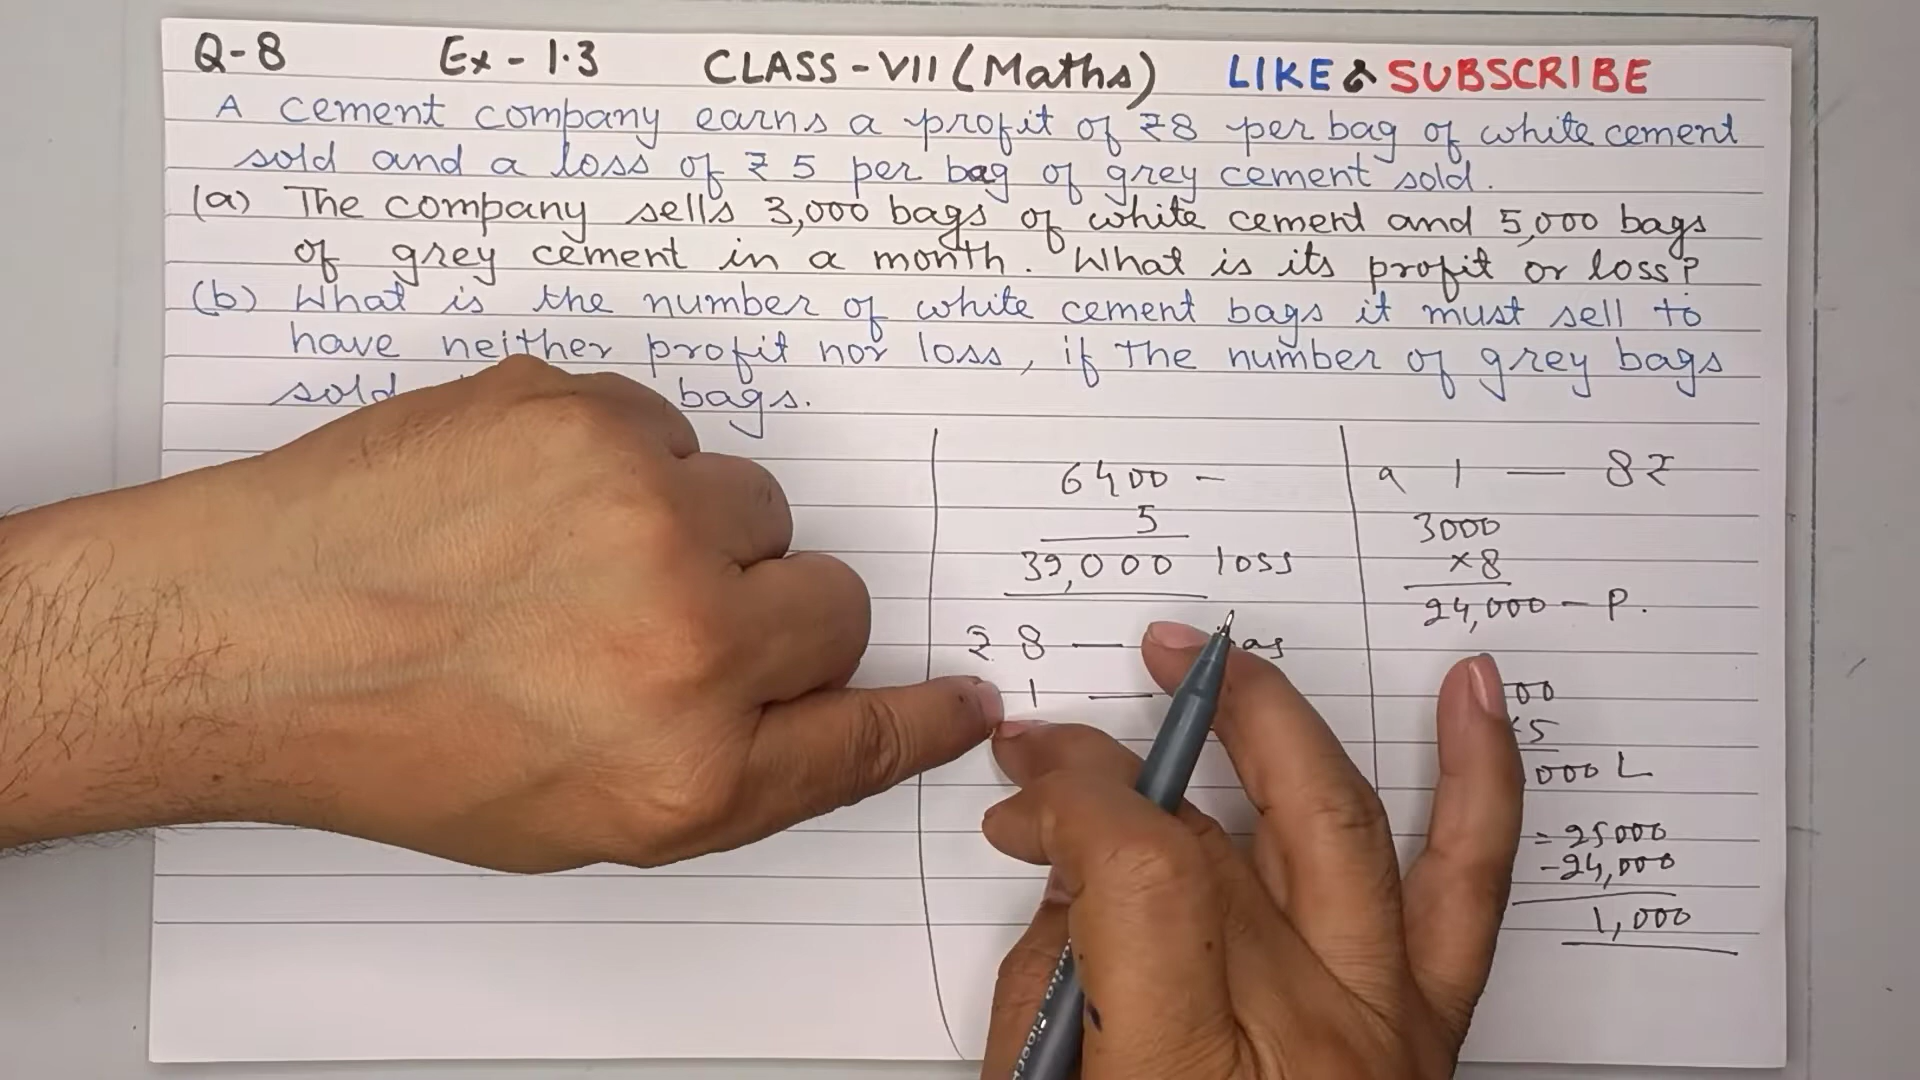 Q-8 Ex-1.3 CLASS-VII (Maths) LIKE & SUBSCRIBE
A cement company earns a profit of ₹8 per bag of white cement
sold and a loss of ₹5 per bag of grey cement sold.
(a) The company sells 3,000 bags of white cement and 5,000 bags
of grey cement in a month. What is its profit or loss?
(b) What is the number of white cement bags it must sell to
have neither profit nor loss, if the number of grey bags
sold bags.
6400 -
5
32,000 loss
₹ 8 —
1 —
a 1 — 8₹
3000
×8
24,000 - P.
00
×5
000 L
= 25000
-24,000
1,000